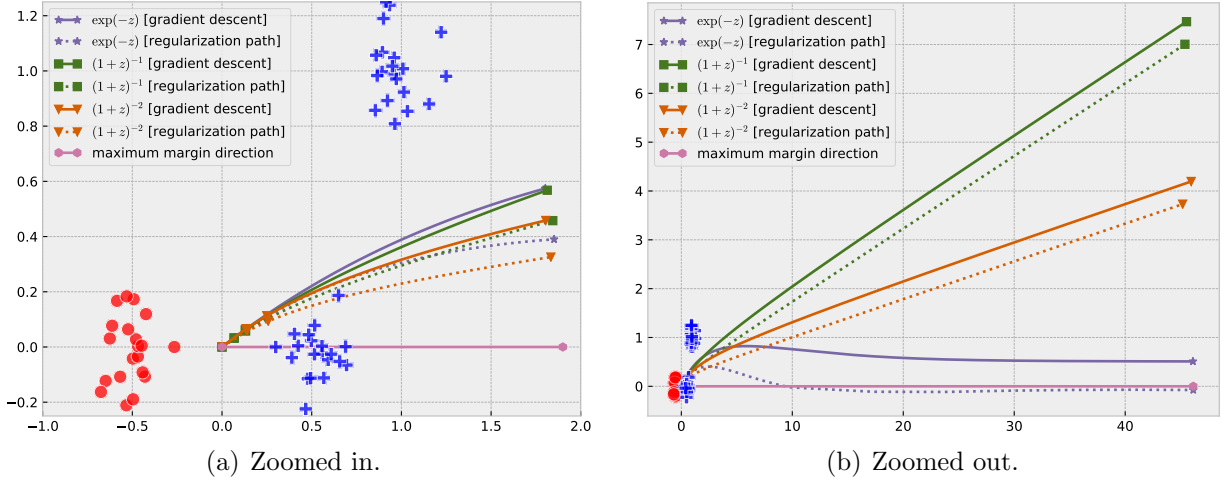 exp(−z) [gradient descent]
exp(−z) [regularization path]
(1+z)⁻¹ [gradient descent]
(1+z)⁻¹ [regularization path]
(1+z)⁻² [gradient descent]
(1+z)⁻² [regularization path]
maximum margin direction
1.2
1.0
0.8
0.6
0.4
0.2
0.0
−0.2
−1.0 −0.5 0.0 0.5 1.0 1.5 2.0
(a) Zoomed in.
exp(−z) [gradient descent]
exp(−z) [regularization path]
(1+z)⁻¹ [gradient descent]
(1+z)⁻¹ [regularization path]
(1+z)⁻² [gradient descent]
(1+z)⁻² [regularization path]
maximum margin direction
7
6
5
4
3
2
1
0
0 10 20 30 40
(b) Zoomed out.